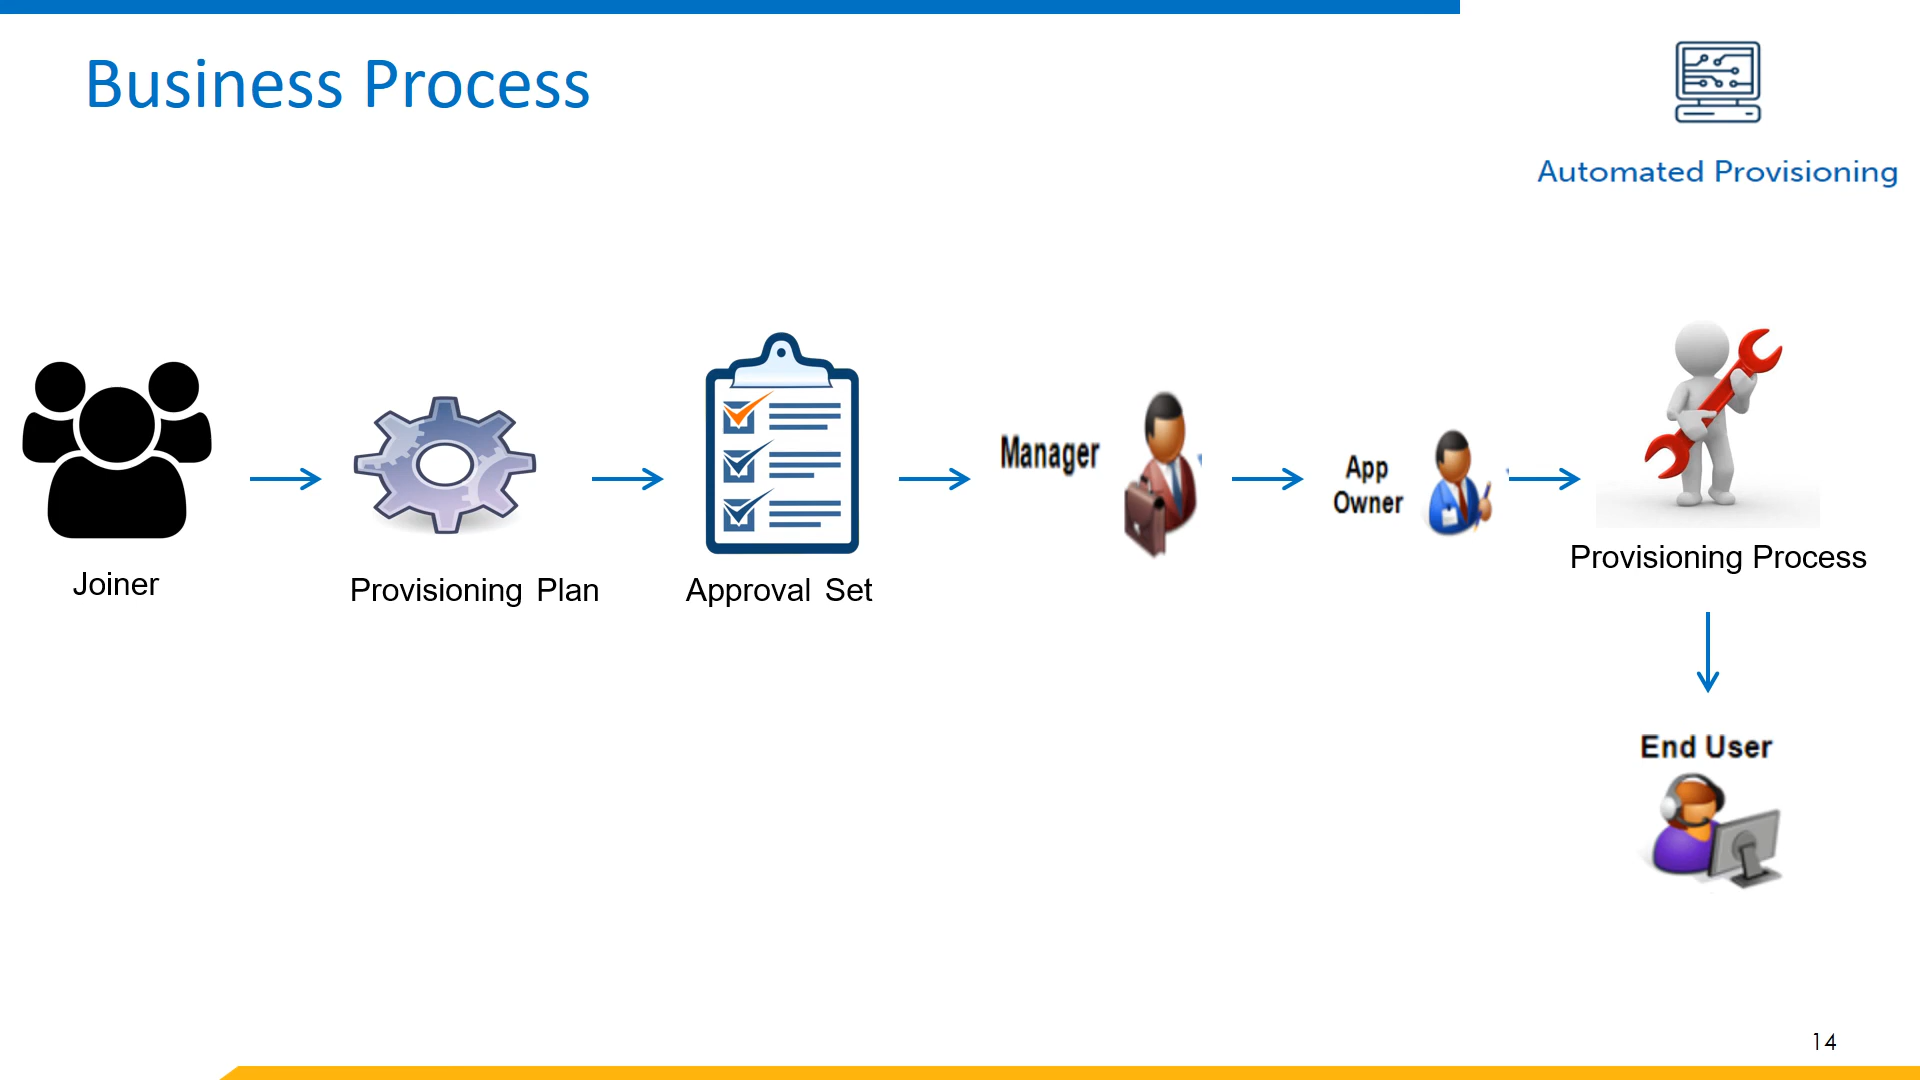 Business Process
Automated Provisioning
Joiner
Provisioning Plan
Approval Set
Manager
App
Owner
Provisioning Process
End User
14